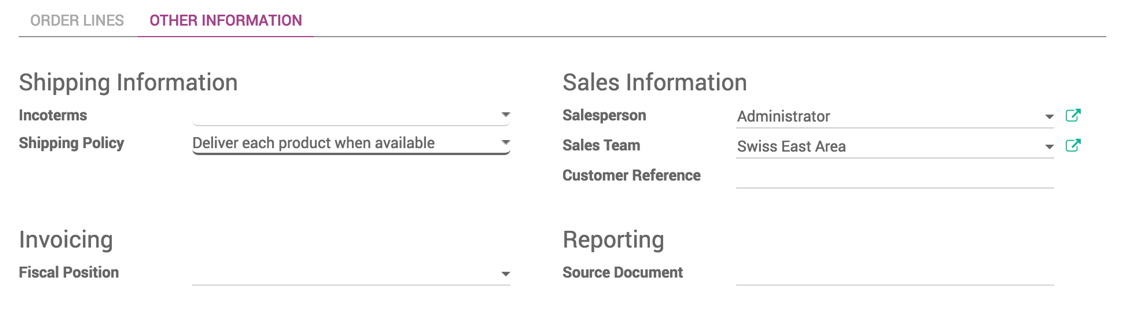 ORDER LINES OTHER INFORMATION
Shipping Information
Incoterms
Shipping Policy Deliver each product when available
Sales Information
Salesperson Administrator
Sales Team Swiss East Area
Customer Reference
Invoicing
Fiscal Position
Reporting
Source Document